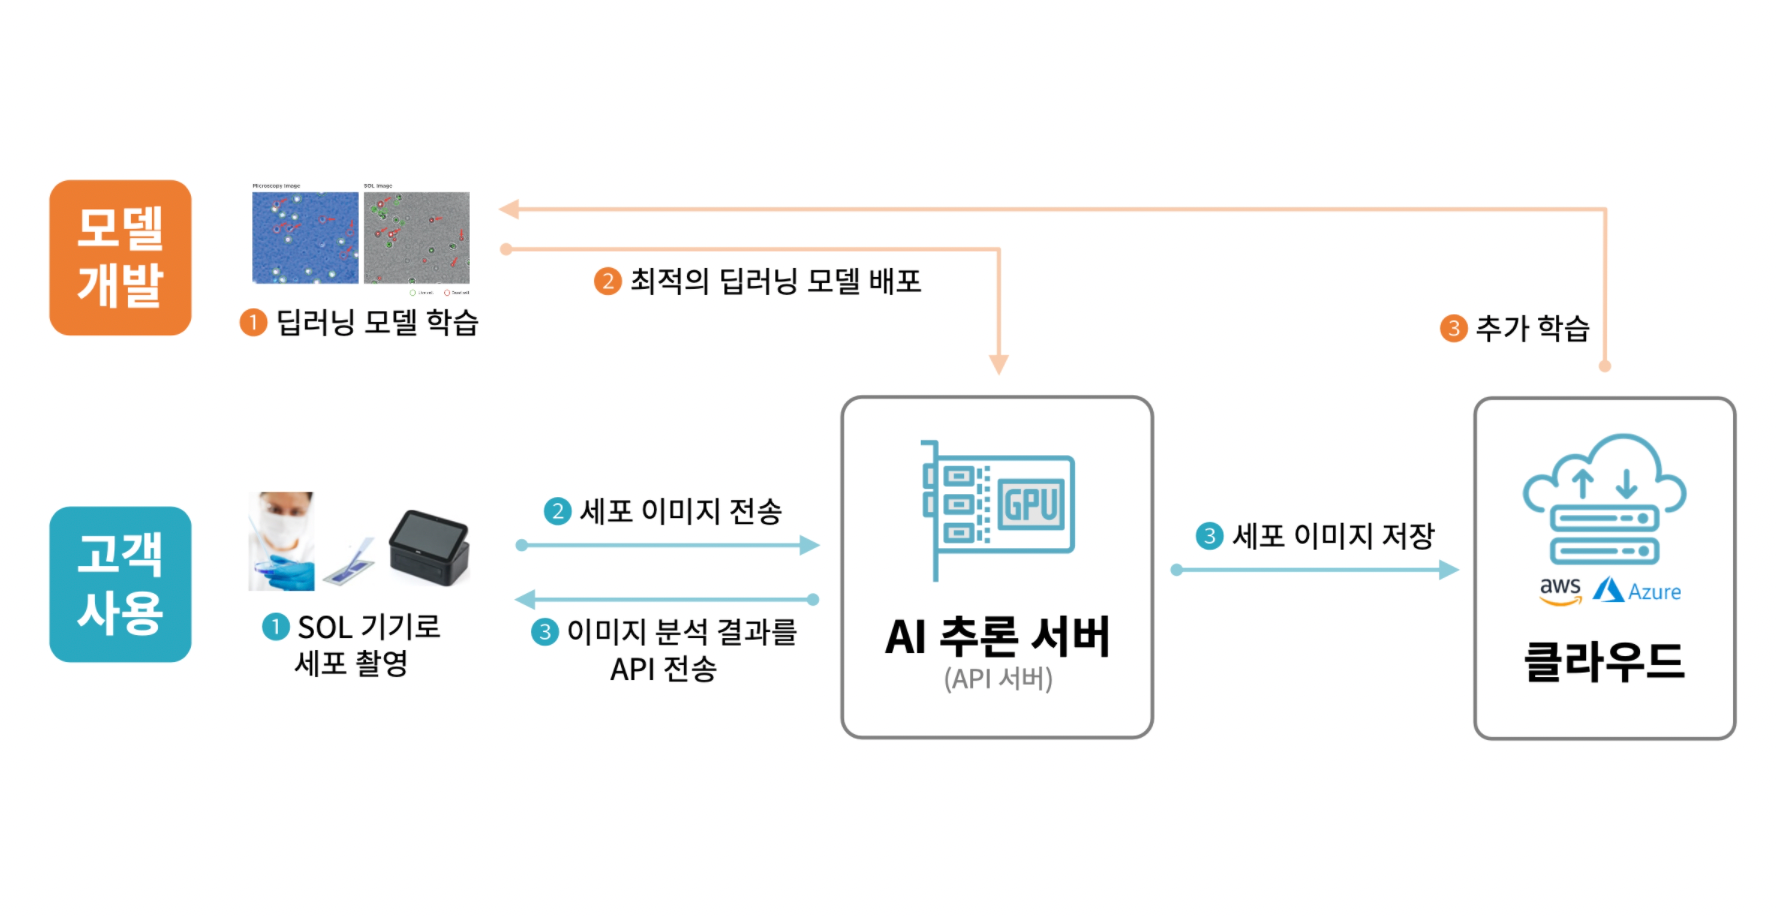 모델
개발
Microscopy Image
SOL Image
Live cell
Dead cell
1 딥러닝 모델 학습
2 최적의 딥러닝 모델 배포
3 추가 학습
고객
사용
1 SOL 기기로
세포 촬영
2 세포 이미지 전송
3 이미지 분석 결과를
API 전송
GPU
AI 추론 서버
(API 서버)
3 세포 이미지 저장
aws
Azure
클라우드